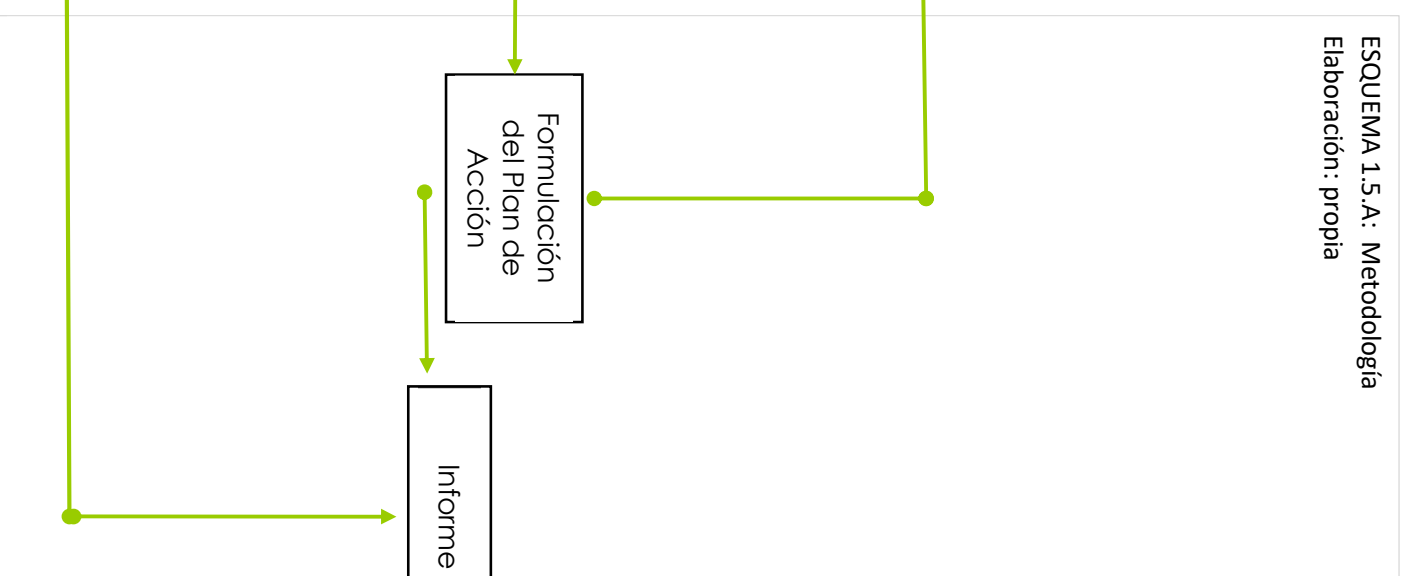 ESQUEMA 1.5.A: Metodología
Elaboración: propia
Formulación
del Plan de
Acción
Informe